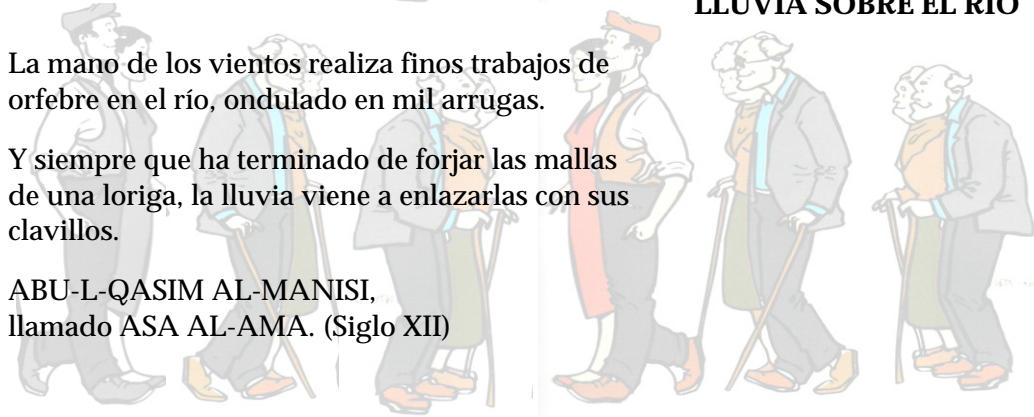 LLUVIA SOBRE EL RÍO
La mano de los vientos realiza finos trabajos de
orfebre en el río, ondulado en mil arrugas.
Y siempre que ha terminado de forjar las mallas
de una loriga, la lluvia viene a enlazarlas con sus
clavillos.
ABU-L-QASIM AL-MANISI,
llamado ASA AL-AMA. (Siglo XII)